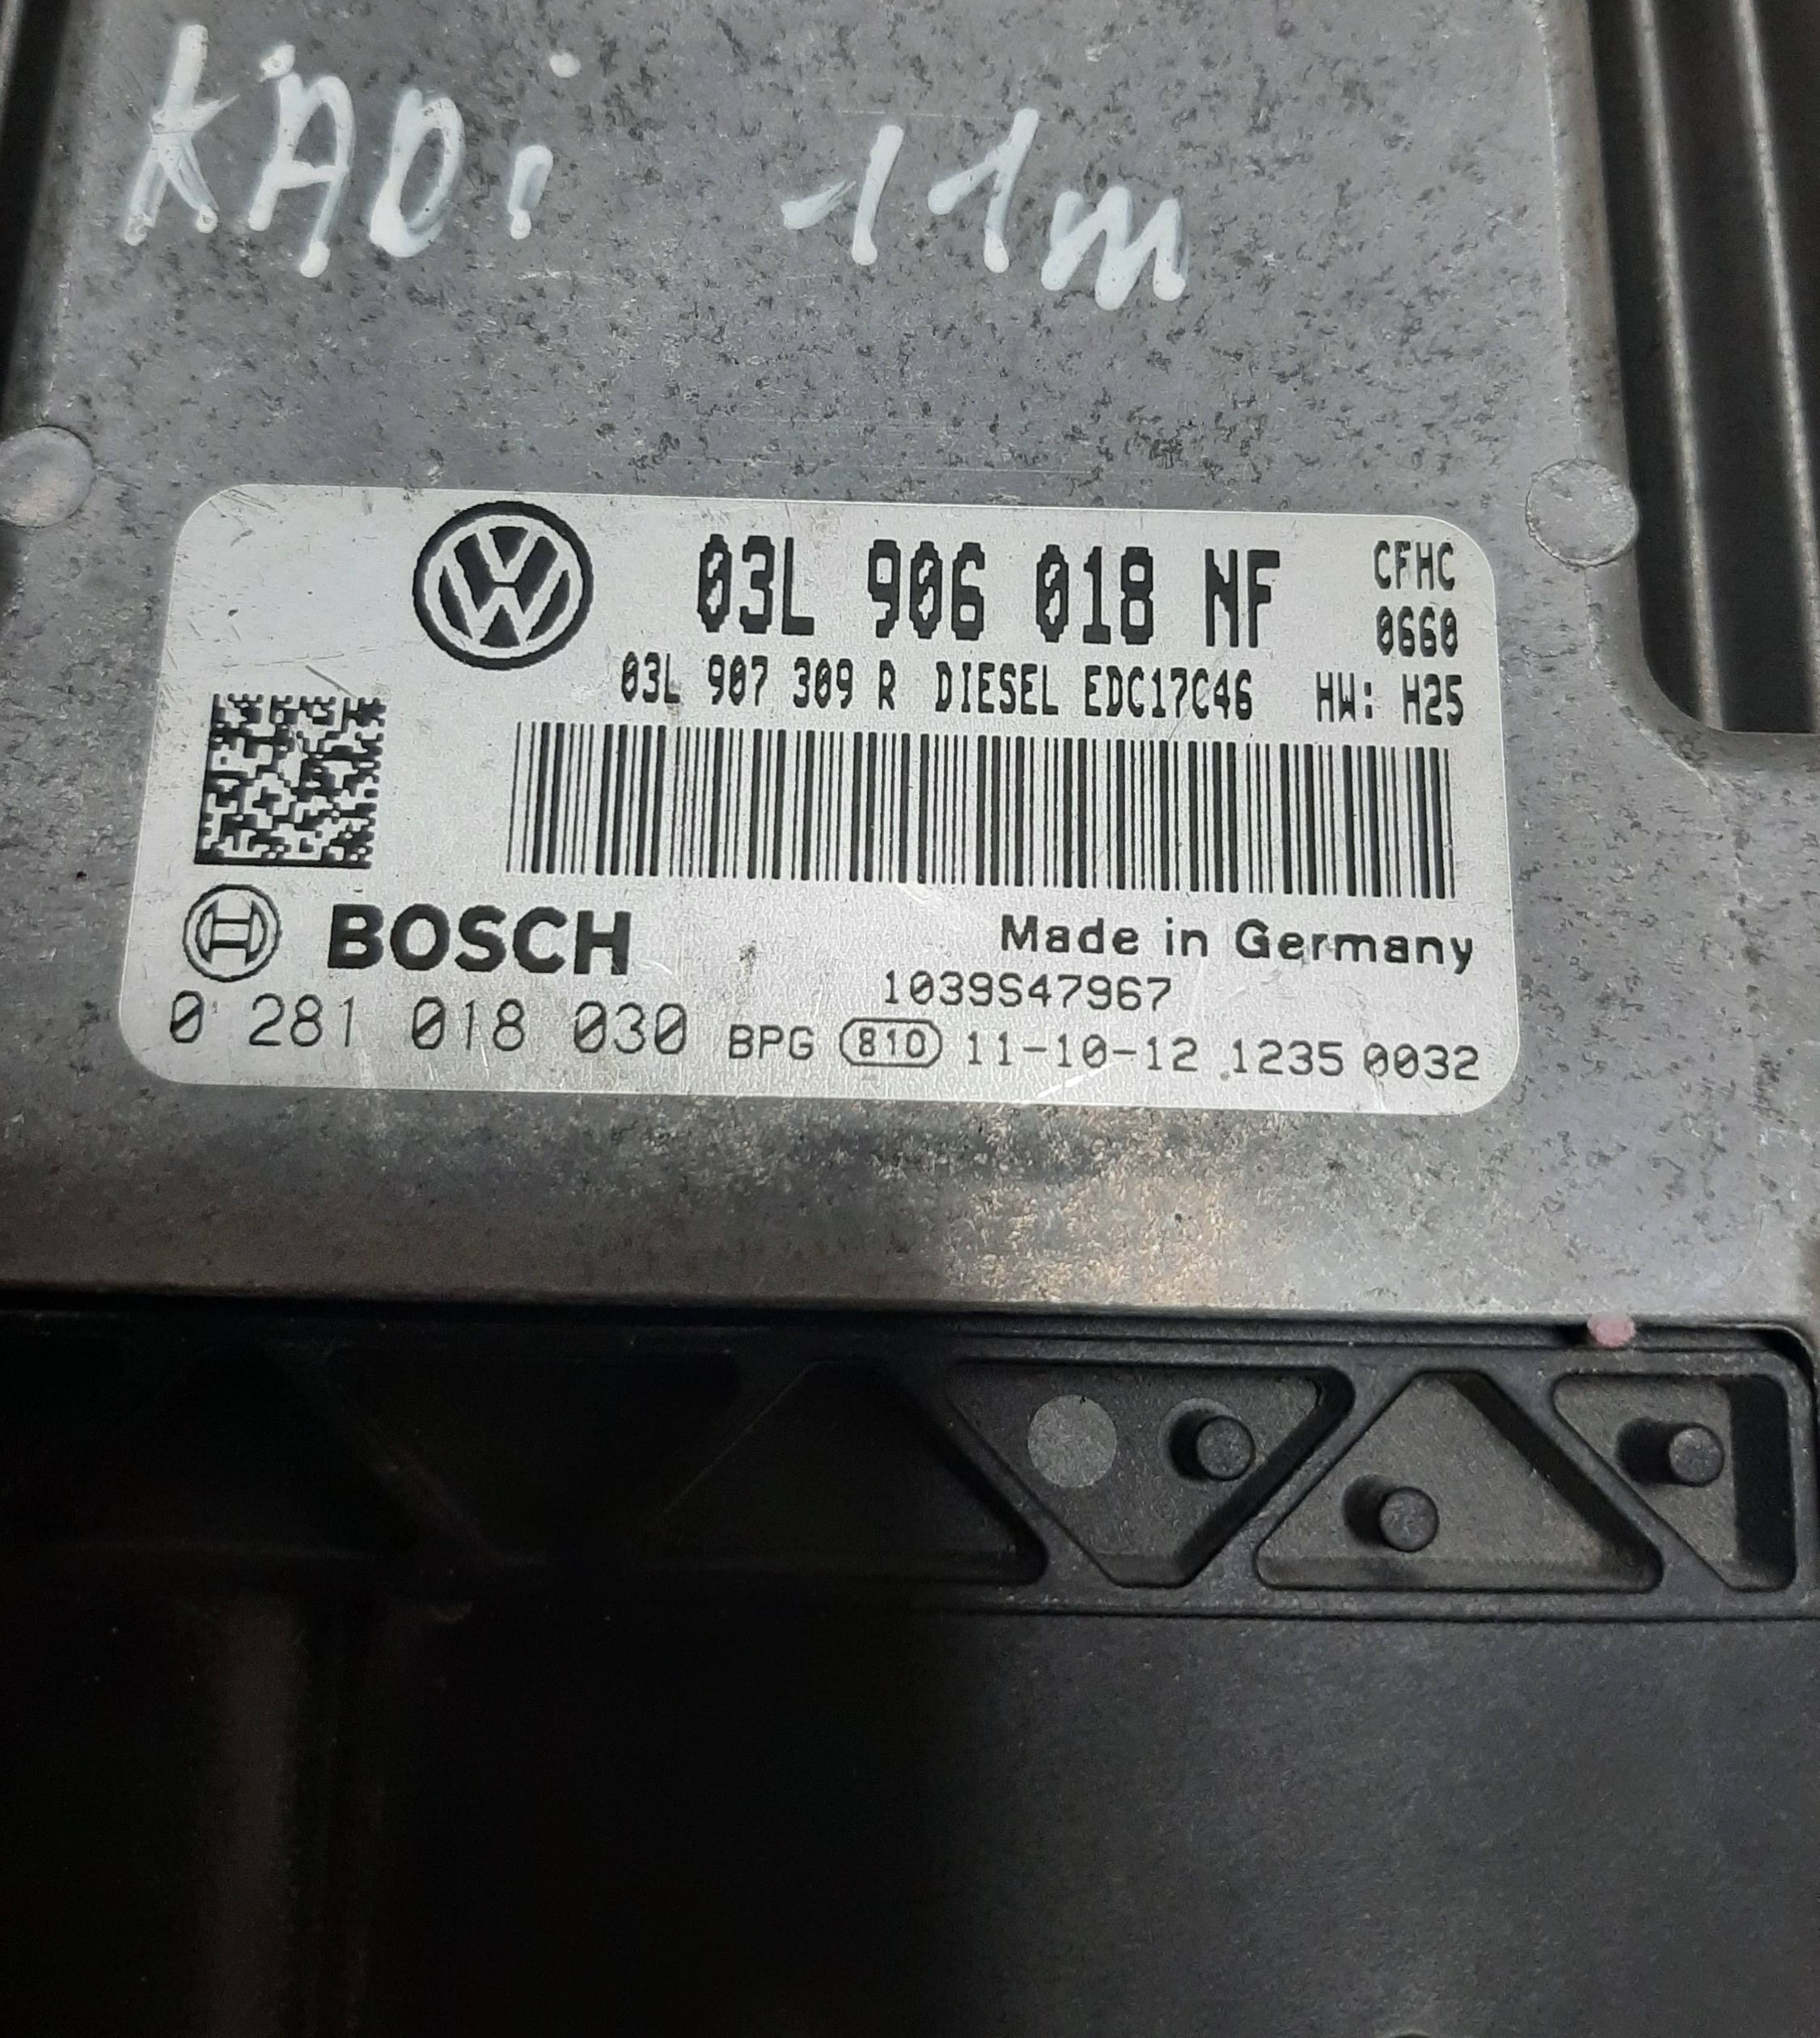 KADi 11m
03L 906 018 NF CFHC
0660
03L 907 309 R DIESEL EDC17C46 HW: H25
BOSCH Made in Germany
1039S47967
0 281 018 030 BPG 810 11-10-12 1235 0032